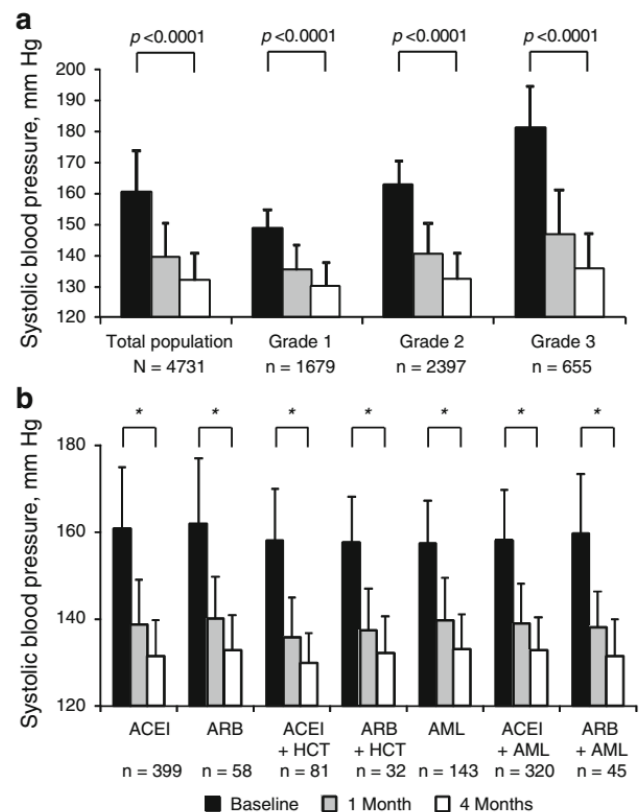 a
p <0.0001 p <0.0001 p <0.0001 p <0.0001
Systolic blood pressure, mm Hg
200
190
180
170
160
150
140
130
120
Total population Grade 1 Grade 2 Grade 3
N = 4731 n = 1679 n = 2397 n = 655
b
* * * * * * *
Systolic blood pressure, mm Hg
180
160
140
120
ACEI ARB ACEI ARB AML ACEI ARB
+ HCT + HCT + AML + AML
n = 399 n = 58 n = 81 n = 32 n = 143 n = 320 n = 45
Baseline 1 Month 4 Months